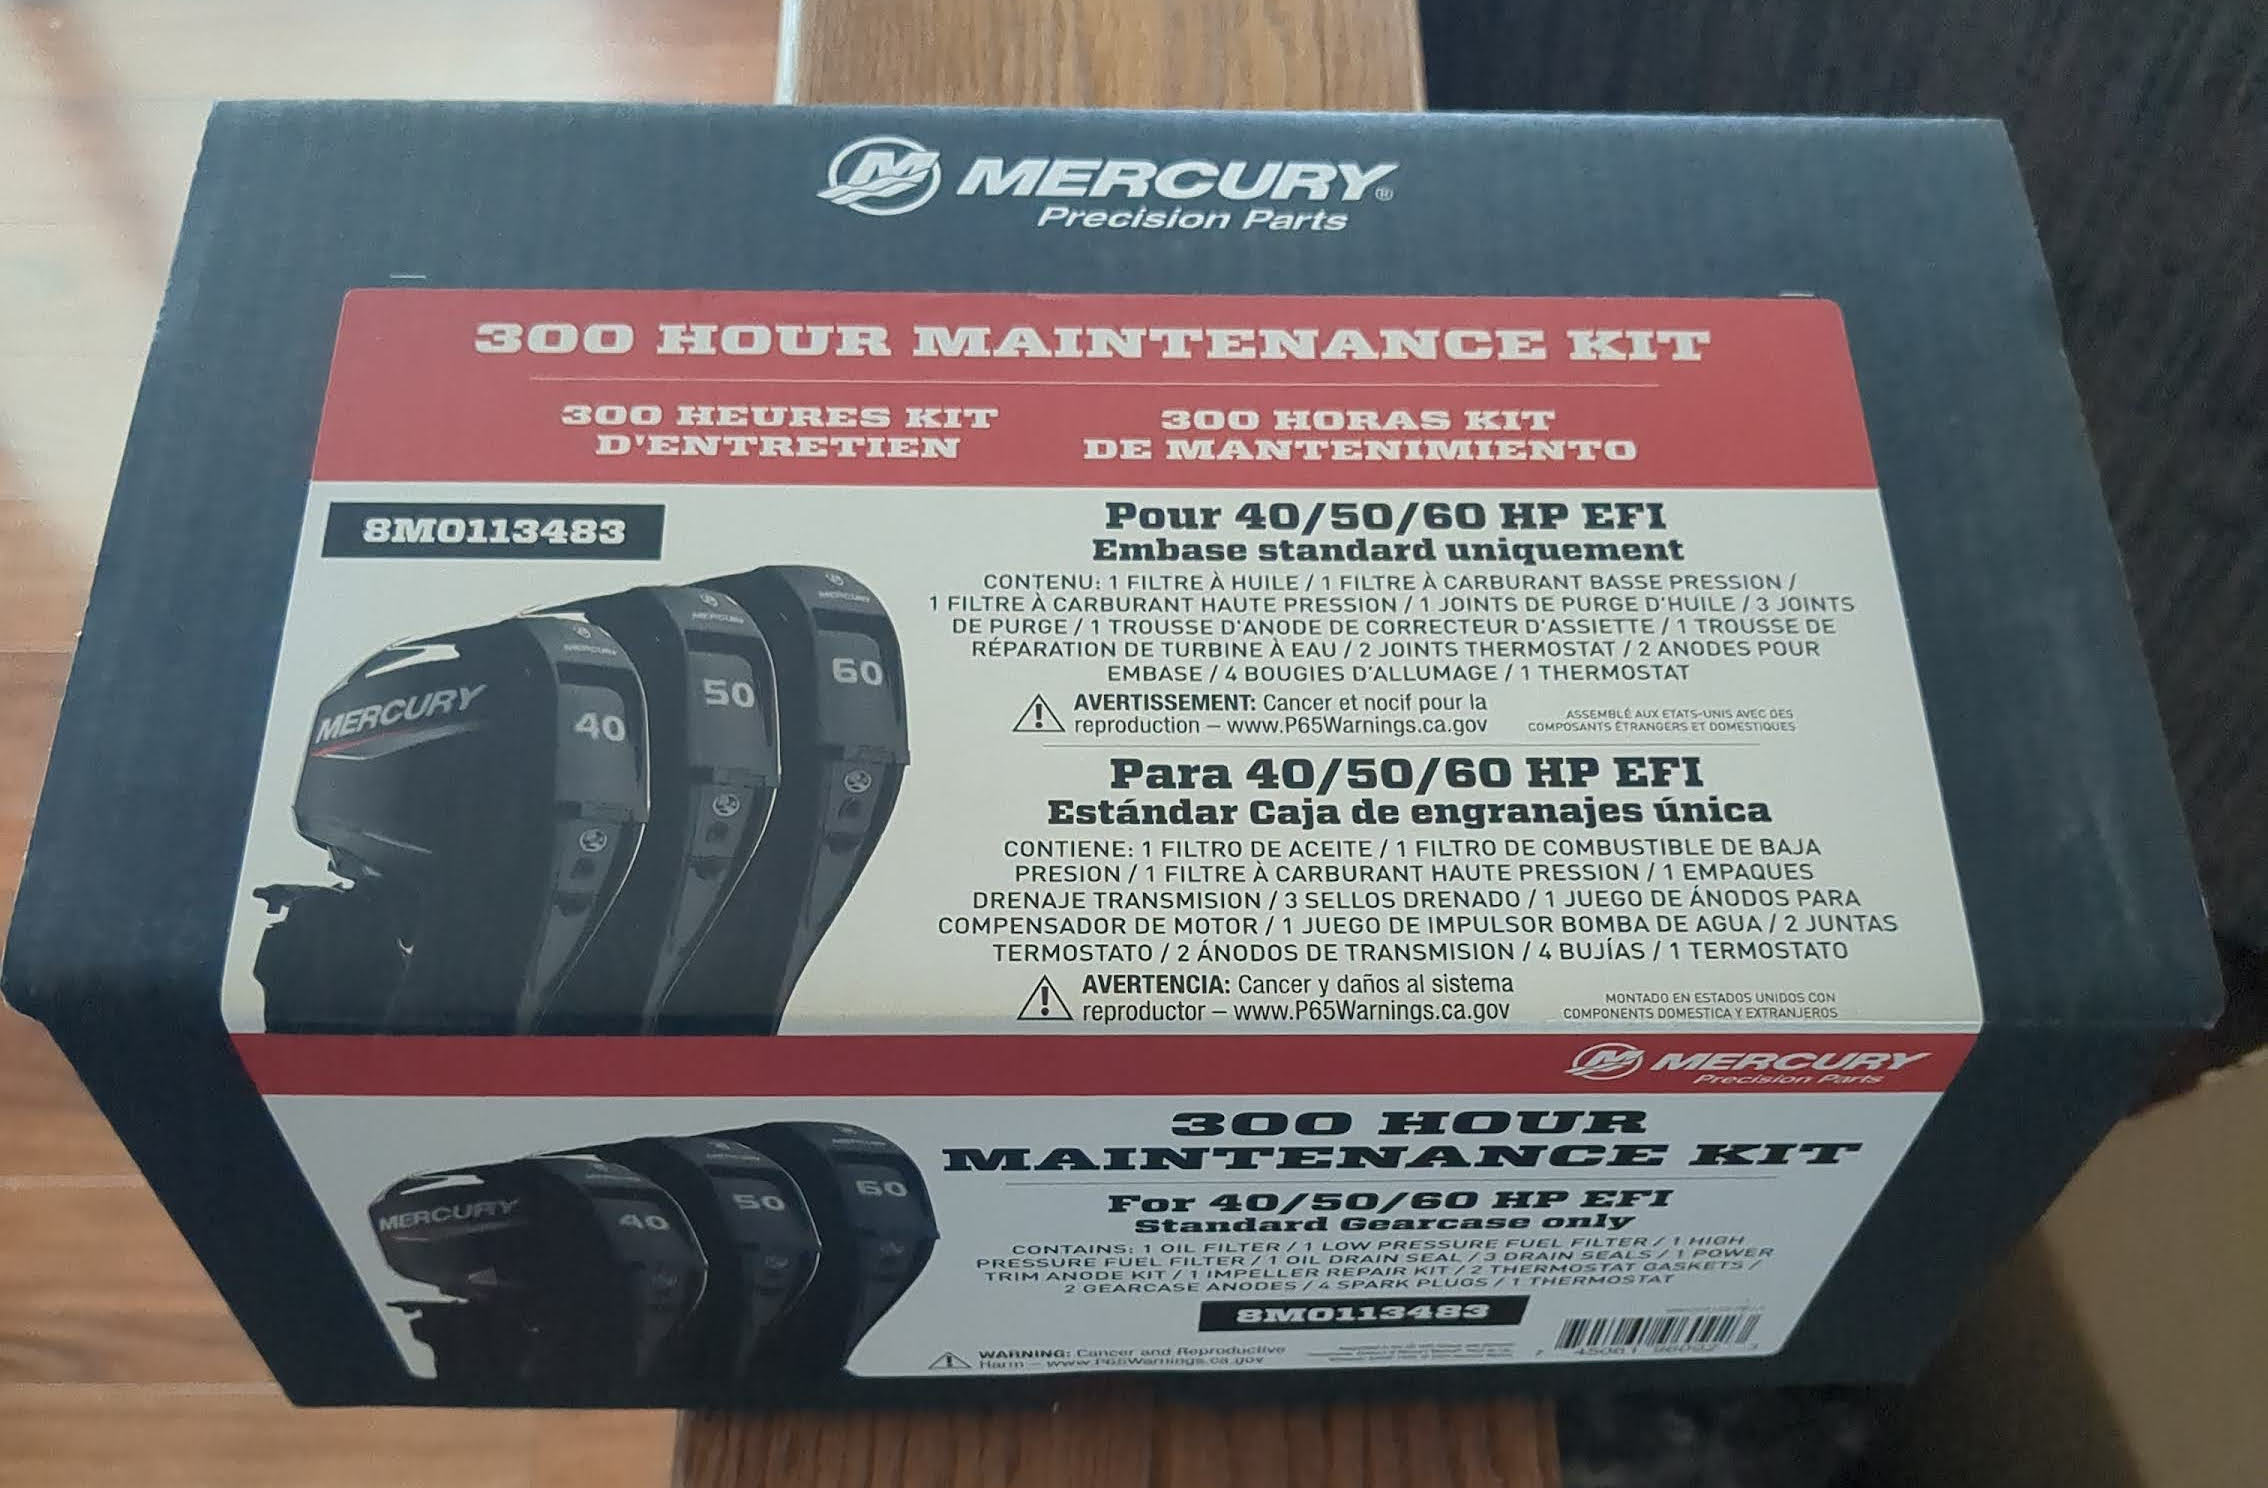 MERCURY®
Precision Parts
300 HOUR MAINTENANCE KIT
300 HEURES KIT
D'ENTRETIEN
300 HORAS KIT
DE MANTENIMIENTO
8M0113483
MERCURY
40
MERCURY
50
MERCURY
60
MERCURY
Pour 40/50/60 HP EFI
Embase standard uniquement
CONTENU: 1 FILTRE À HUILE / 1 FILTRE À CARBURANT BASSE PRESSION /
1 FILTRE À CARBURANT HAUTE PRESSION / 1 JOINTS DE PURGE D'HUILE / 3 JOINTS
DE PURGE / 1 TROUSSE D'ANODE DE CORRECTEUR D'ASSIETTE / 1 TROUSSE DE
RÉPARATION DE TURBINE À EAU / 2 JOINTS THERMOSTAT / 2 ANODES POUR
EMBASE / 4 BOUGIES D'ALLUMAGE / 1 THERMOSTAT
AVERTISSEMENT: Cancer et nocif pour la
reproduction – www.P65Warnings.ca.gov
ASSEMBLÉ AUX ETATS-UNIS AVEC DES
COMPOSANTS ÉTRANGERS ET DOMESTIQUES
Para 40/50/60 HP EFI
Estándar Caja de engranajes única
CONTIENE: 1 FILTRO DE ACEITE / 1 FILTRO DE COMBUSTIBLE DE BAJA
PRESION / 1 FILTRE À CARBURANT HAUTE PRESSION / 1 EMPAQUES
DRENAJE TRANSMISION / 3 SELLOS DRENADO / 1 JUEGO DE ÁNODOS PARA
COMPENSADOR DE MOTOR / 1 JUEGO DE IMPULSOR BOMBA DE AGUA / 2 JUNTAS
TERMOSTATO / 2 ÁNODOS DE TRANSMISION / 4 BUJÍAS / 1 TERMOSTATO
AVERTENCIA: Cancer y daños al sistema
reproductor – www.P65Warnings.ca.gov
MONTADO EN ESTADOS UNIDOS CON
COMPONENTS DOMESTICA Y EXTRANJEROS
MERCURY
Precision Parts
MERCURY
40
50
60
300 HOUR
MAINTENANCE KIT
For 40/50/60 HP EFI
Standard Gearcase only
CONTAINS: 1 OIL FILTER / 1 LOW PRESSURE FUEL FILTER / 1 HIGH
PRESSURE FUEL FILTER / 1 OIL DRAIN SEAL / 3 DRAIN SEALS / 1 POWER
TRIM ANODE KIT / 1 IMPELLER REPAIR KIT / 2 THERMOSTAT GASKETS /
2 GEARCASE ANODES / 4 SPARK PLUGS / 1 THERMOSTAT
8M0113483
WARNING: Cancer and Reproductive
Harm – www.P65Warnings.ca.gov